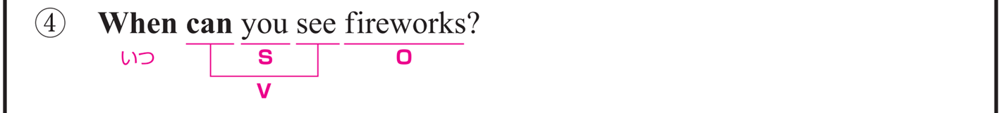 ④ When can you see fireworks?
いつ S O
V